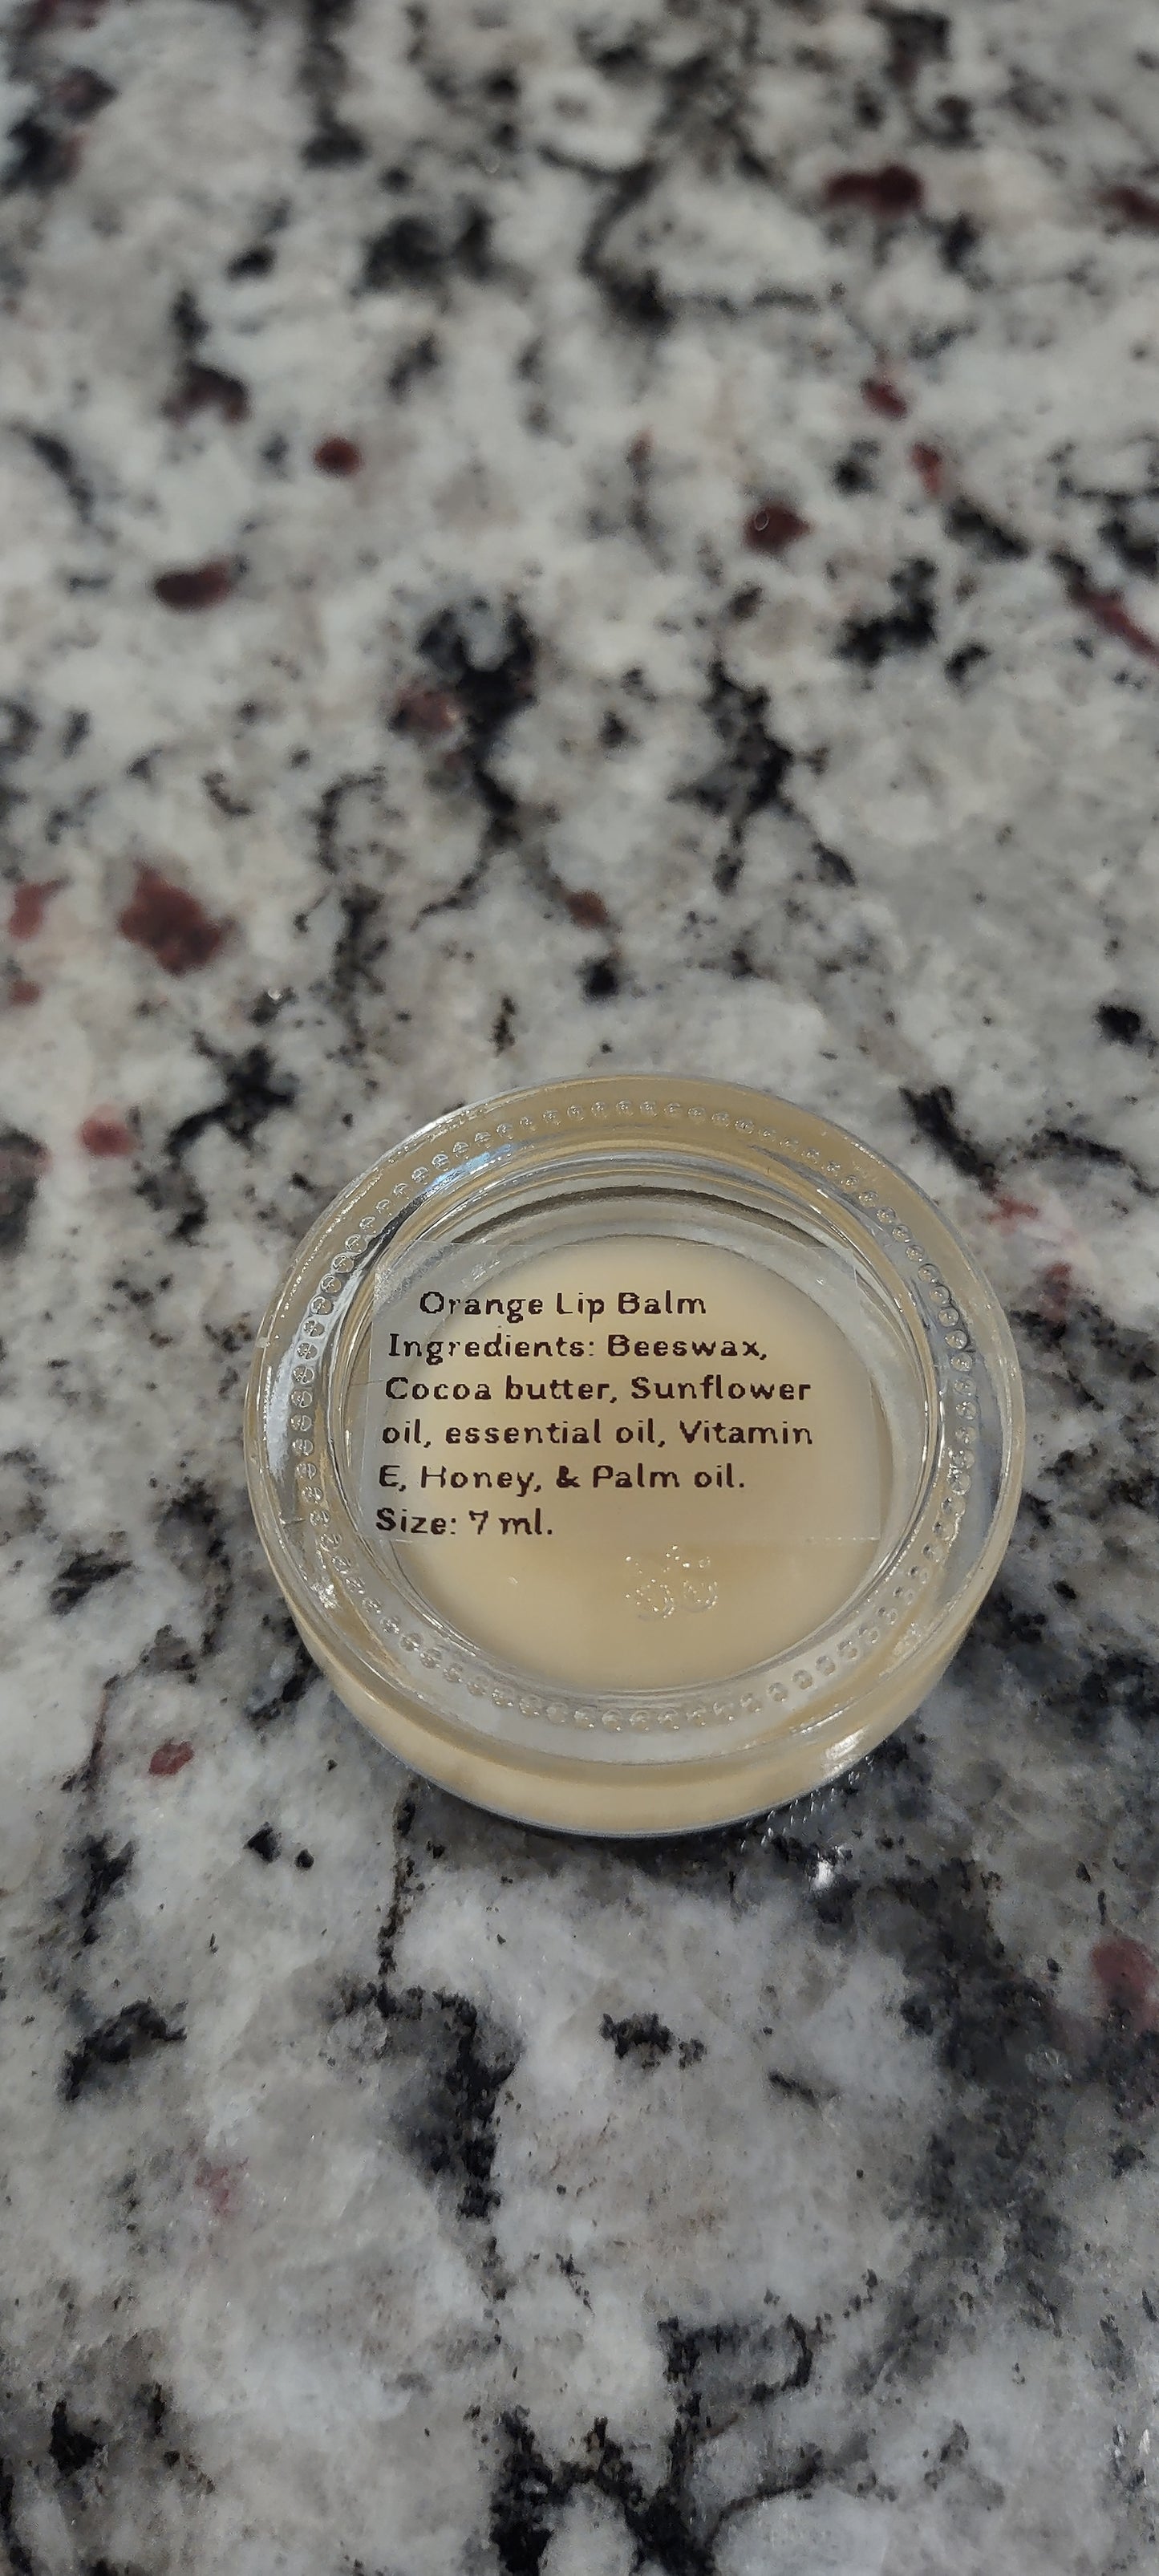 Orange Lip Balm
Ingredients: Beeswax,
Cocoa butter, Sunflower
oil, essential oil, Vitamin
E, Honey, & Palm oil.
Size: 7 ml.